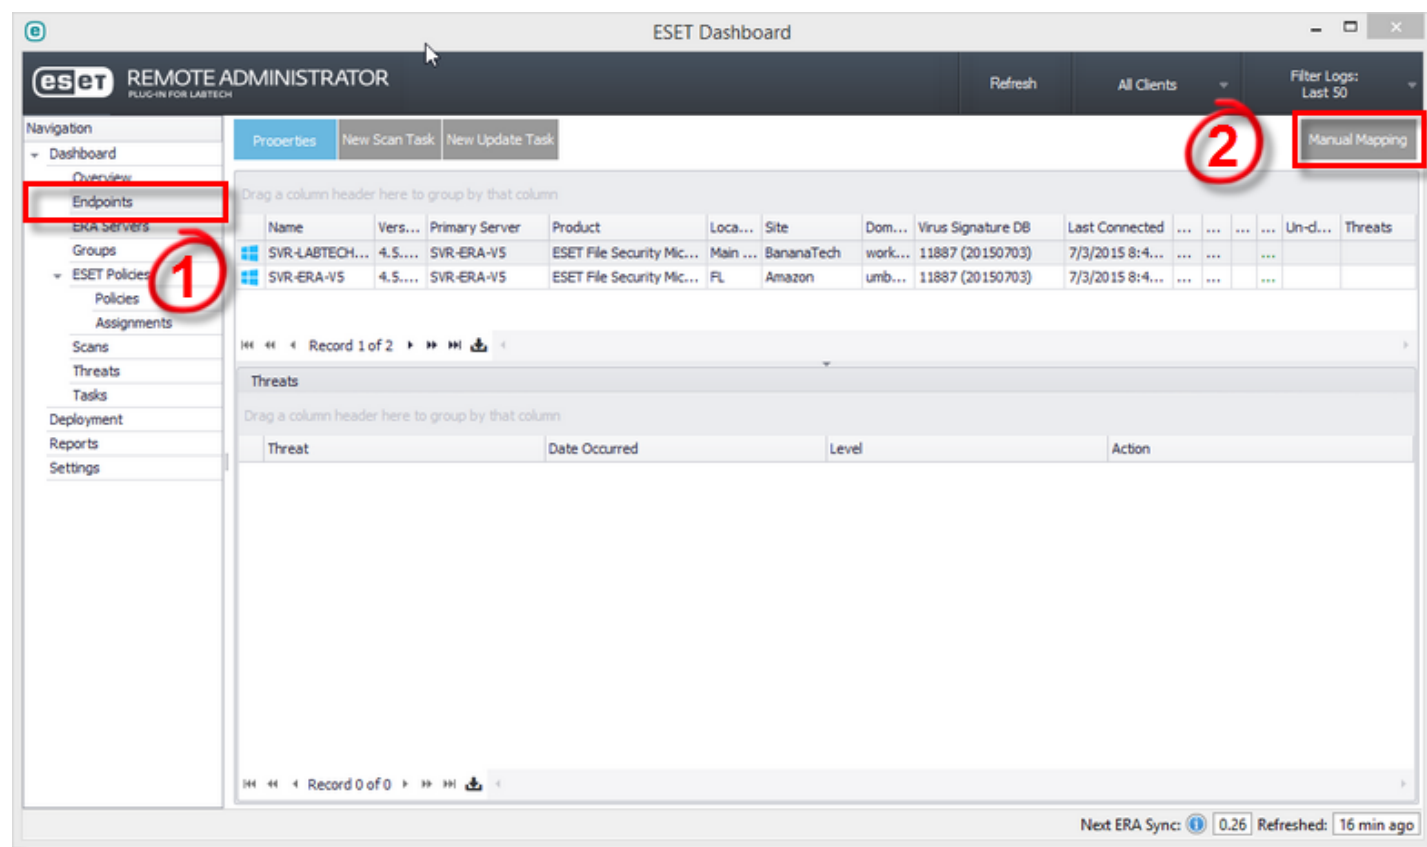 ESET Dashboard
eset REMOTE ADMINISTRATOR
PLUG-IN FOR LABTECH
Refresh
All Clients
Filter Logs:
Last 50
Navigation
Dashboard
Overview
Endpoints
ERA Servers
Groups
ESET Policies
Policies
Assignments
Scans
Threats
Tasks
Deployment
Reports
Settings
1
Properties New Scan Task New Update Task
2
Manual Mapping
Drag a column header here to group by that column
Name Vers... Primary Server Product Loca... Site Dom... Virus Signature DB Last Connected ... ... ... ... Un-d... Threats
SVR-LABTECH... 4.5.... SVR-ERA-V5 ESET File Security Mic... Main ... BananaTech work... 11887 (20150703) 7/3/2015 8:4... ... ... ...
SVR-ERA-V5 4.5.... SVR-ERA-V5 ESET File Security Mic... FL Amazon umb... 11887 (20150703) 7/3/2015 8:4... ... ... ...
Record 1 of 2
Threats
Drag a column header here to group by that column
Threat Date Occurred Level Action
Record 0 of 0
Next ERA Sync: 0.26 Refreshed: 16 min ago